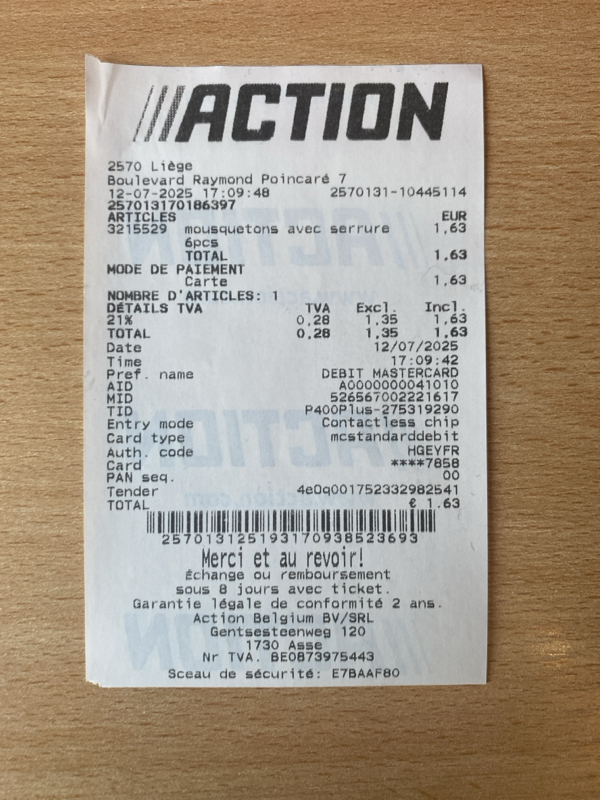 ACTION
2570 Liège
Boulevard Raymond Poincaré 7
12-07-2025 17:09:48 2570131-10445114
257013170186397
ARTICLES EUR
3215529 mousquetons avec serrure 1,63
6pcs
TOTAL 1.63
MODE DE PAIEMENT
Carte 1,63
NOMBRE D'ARTICLES: 1
DÉTAILS TVA TVA Excl. Incl.
21% 0,28 1,35 1,63
TOTAL 0,28 1,35 1,63
Date 12/07/2025
Time 17:09:42
Pref. name DEBIT MASTERCARD
AID A0000000041010
MID 526567002221617
TID P400Plus-275319290
Entry mode Contactless chip
Card type mcstandarddebit
Auth. code HGEYFR
Card ****7858
PAN seq. 00
Tender 4e0q001752332982541
TOTAL € 1.63
257013125193170938523693
Merci et au revoir!
Échange ou remboursement
sous 8 jours avec ticket.
Garantie légale de conformité 2 ans.
Action Belgium BV/SRL
Gentsesteenweg 120
1730 Asse
Nr TVA. BE0873975443
Sceau de sécurité: E7BAAF80